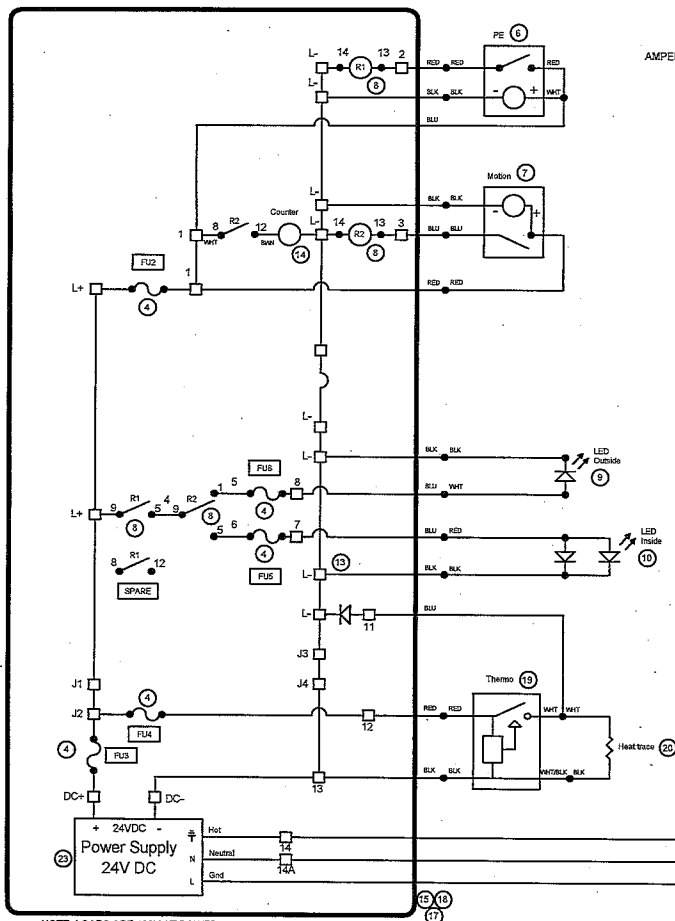 PE 6
L- 14 13 2 RED RED RED
R1
AMPE
8
L-
BLK BLK - + WHT
BLU
Motion 7
L-
BLK BLK - +
Counter
L-
1 8 R2 12 14 13 3 BLU BLU
WHT BWN R2
14 8
FU2 1
L+
4
RED RED
L-
L-
BLK BLK
LED
Outside
9
FU6
1 5 8 BLU WHT
4
L+ 9 R1 4 R2
5 9
8 8
5 6 7 BLU RED
4
LED
Inside
10
FU5
8 R1 12
SPARE
13
L- BLK BLK
L- 11 BLU
J3
J4
Thermo 19
J1
4
J2
RED RED WHT WHT
12
FU4
4 FU3
Heat trace 20
BLK BLK WHT/BLK BLK
13
DC+ DC-
+ 24VDC -
Hot
14
23 Power Supply
24V DC
N Neutral
14A
L Gnd
15 18
17